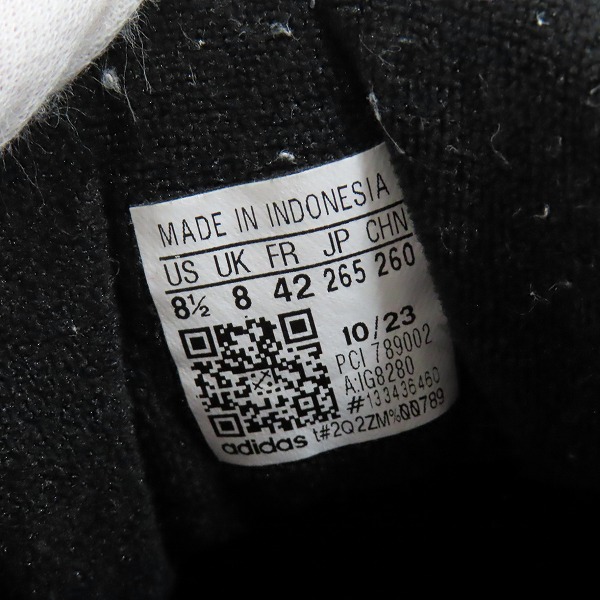 MADE IN INDONESIA
US UK FR JP CHN
8½ 8 42 265 260
10/23
PCI 789002
A:IG8280
#133436460
adidas t#2Q2ZM%00789